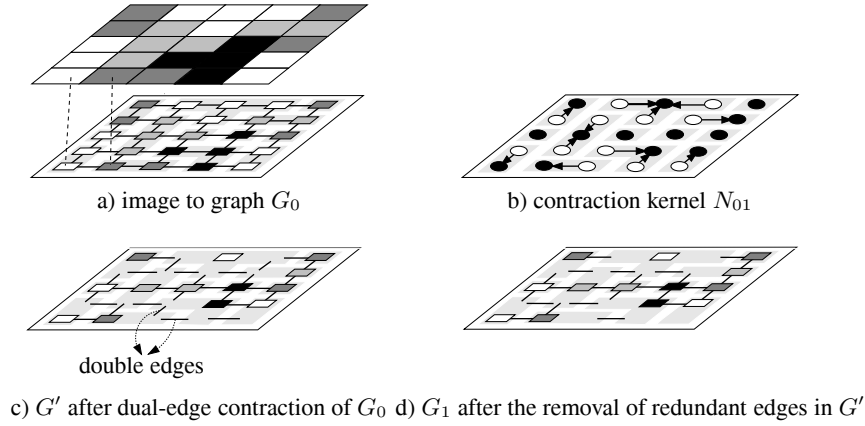 a) image to graph G₀
b) contraction kernel N₀₁
double edges
c) G′ after dual-edge contraction of G₀ d) G₁ after the removal of redundant edges in G′